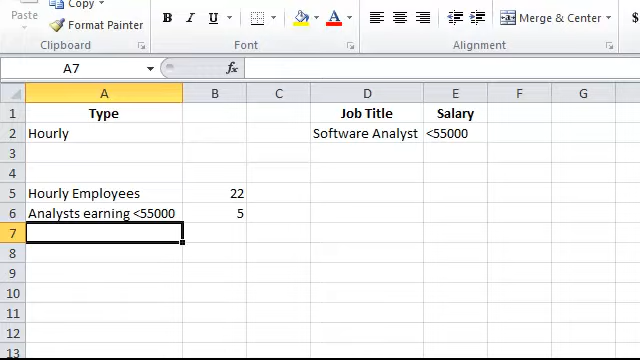 Paste
Copy
Format Painter
B I U A
Merge & Center $
Clipboard Font Alignment
A7 fx
A B C D E F G
1 Type Job Title Salary
2 Hourly Software Analyst <55000
3
4
5 Hourly Employees 22
6 Analysts earning <55000 5
7
8
9
10
11
12
13